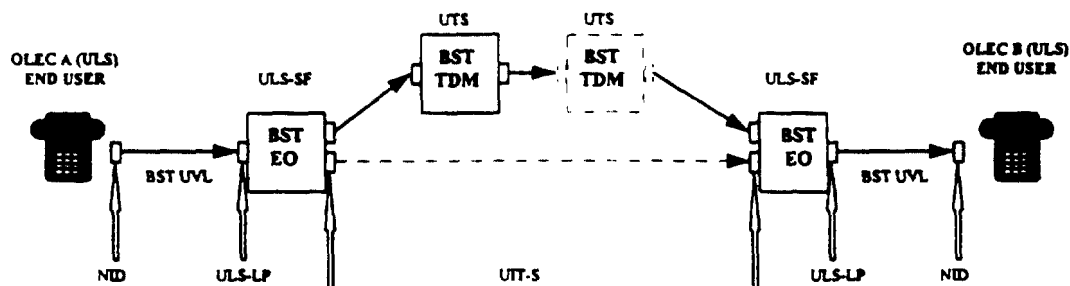 UTS
UTS
OLEC A (ULS)
END USER
ULS-SF
BST
TDM
BST
TDM
ULS-SF
OLEC B (ULS)
END USER
BST
EO
BST
EO
BST UVL
BST UVL
NID
ULS-LP
UTT-S
ULS-LP
NID